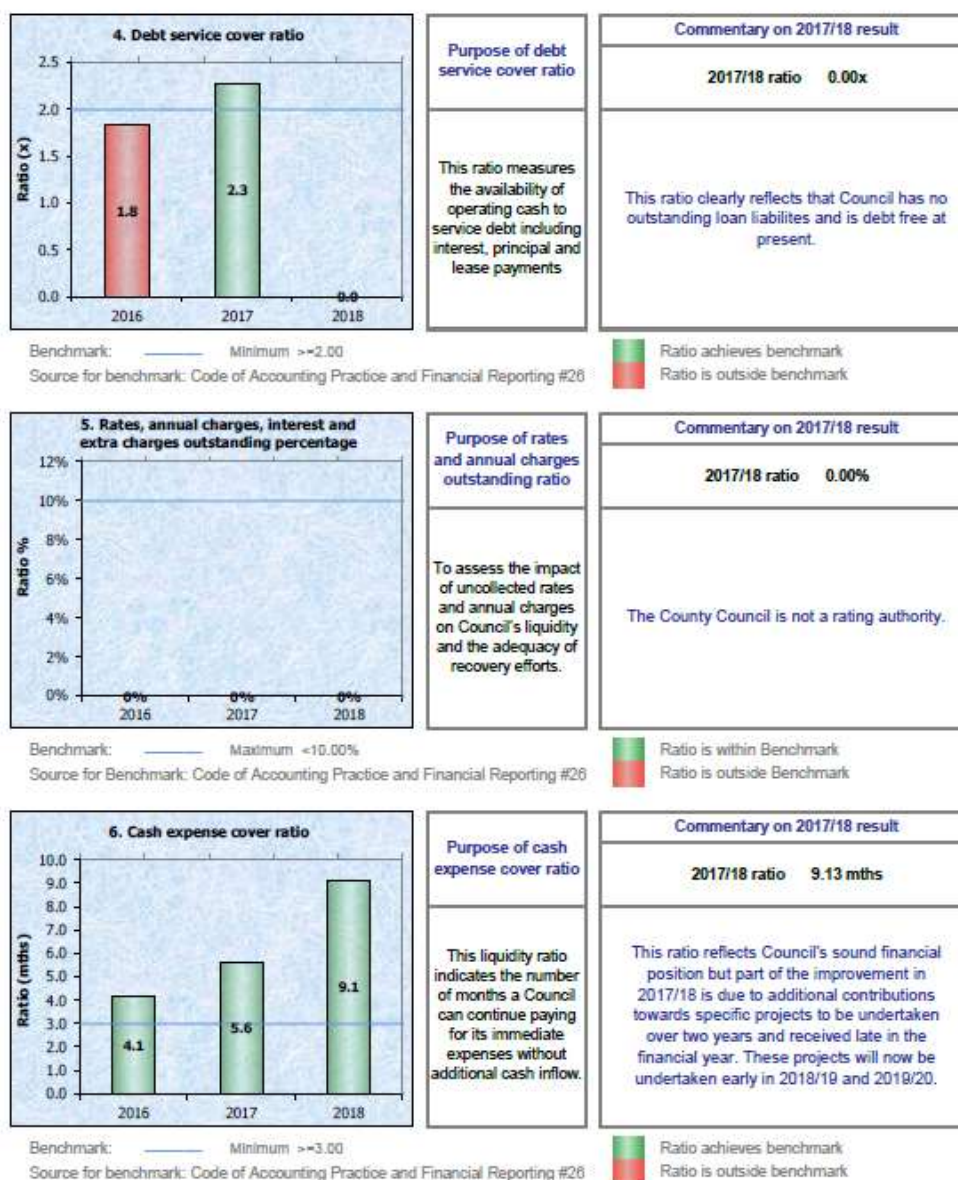 4. Debt service cover ratio
2.5
2.0
1.5
1.0
0.5
0.0
Ratio (x)
1.8
2.3
0.0
2016
2017
2018
Purpose of debt
service cover ratio
This ratio measures
the availability of
operating cash to
service debt including
interest, principal and
lease payments
Commentary on 2017/18 result
2017/18 ratio 0.00x
This ratio clearly reflects that Council has no
outstanding loan liabilites and is debt free at
present.
Benchmark: Minimum >=2.00
Source for benchmark: Code of Accounting Practice and Financial Reporting #26
Ratio achieves benchmark
Ratio is outside benchmark
5. Rates, annual charges, interest and
extra charges outstanding percentage
12%
10%
8%
6%
4%
2%
0%
Ratio %
0%
0%
0%
2016
2017
2018
Purpose of rates
and annual charges
outstanding ratio
To assess the impact
of uncollected rates
and annual charges
on Council's liquidity
and the adequacy of
recovery efforts.
Commentary on 2017/18 result
2017/18 ratio 0.00%
The County Council is not a rating authority.
Benchmark: Maximum <10.00%
Source for Benchmark: Code of Accounting Practice and Financial Reporting #26
Ratio is within Benchmark
Ratio is outside Benchmark
6. Cash expense cover ratio
10.0
9.0
8.0
7.0
6.0
5.0
4.0
3.0
2.0
1.0
0.0
Ratio (mths)
4.1
5.6
9.1
2016
2017
2018
Purpose of cash
expense cover ratio
This liquidity ratio
indicates the number
of months a Council
can continue paying
for its immediate
expenses without
additional cash inflow.
Commentary on 2017/18 result
2017/18 ratio 9.13 mths
This ratio reflects Council's sound financial
position but part of the improvement in
2017/18 is due to additional contributions
towards specific projects to be undertaken
over two years and received late in the
financial year. These projects will now be
undertaken early in 2018/19 and 2019/20.
Benchmark: Minimum >=3.00
Source for benchmark: Code of Accounting Practice and Financial Reporting #26
Ratio achieves benchmark
Ratio is outside benchmark